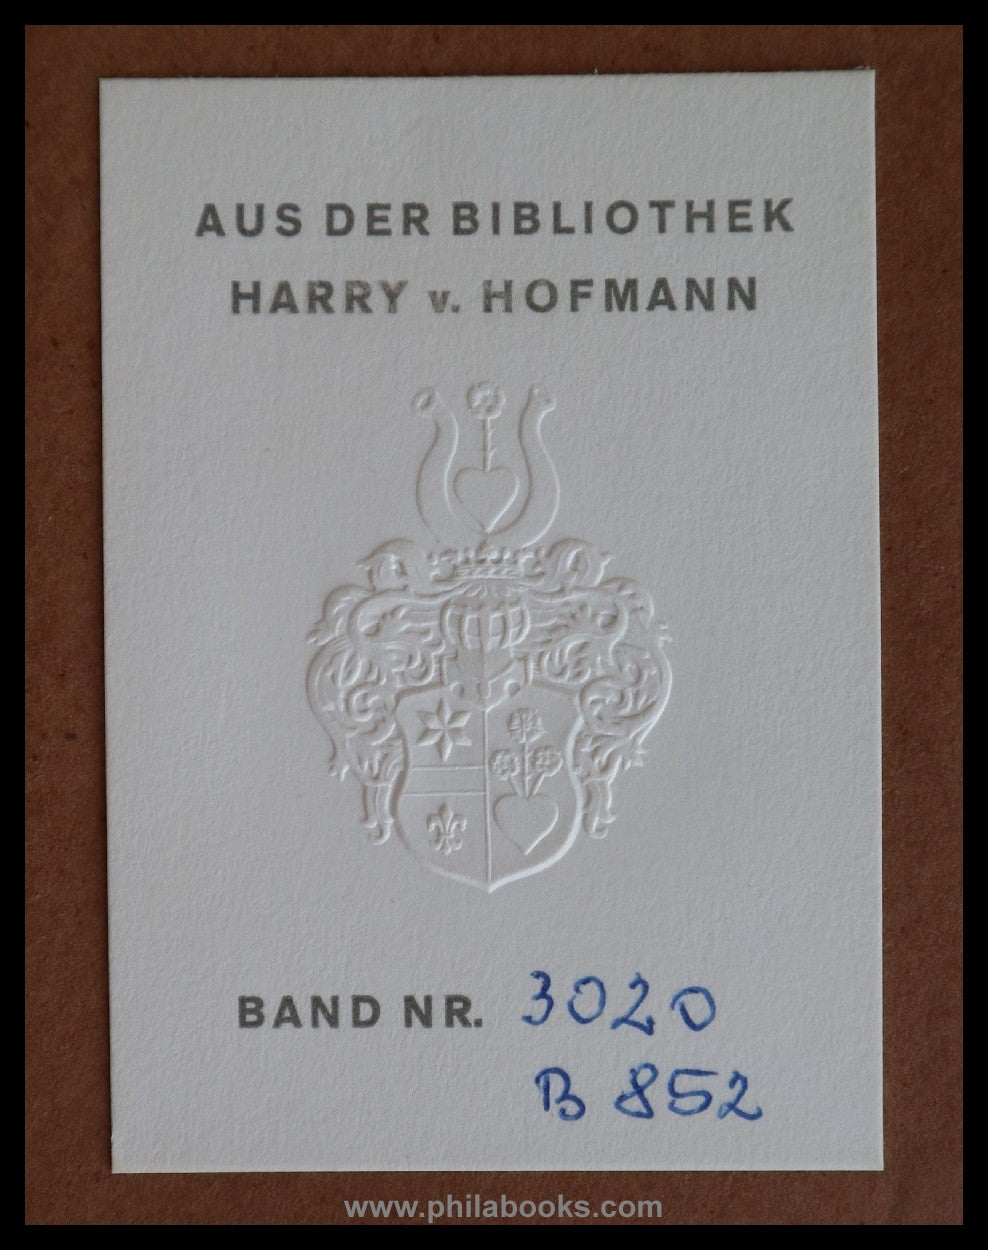 AUS DER BIBLIOTHEK
HARRY v. HOFMANN
BAND NR. 3020
B 852
www.philabooks.com